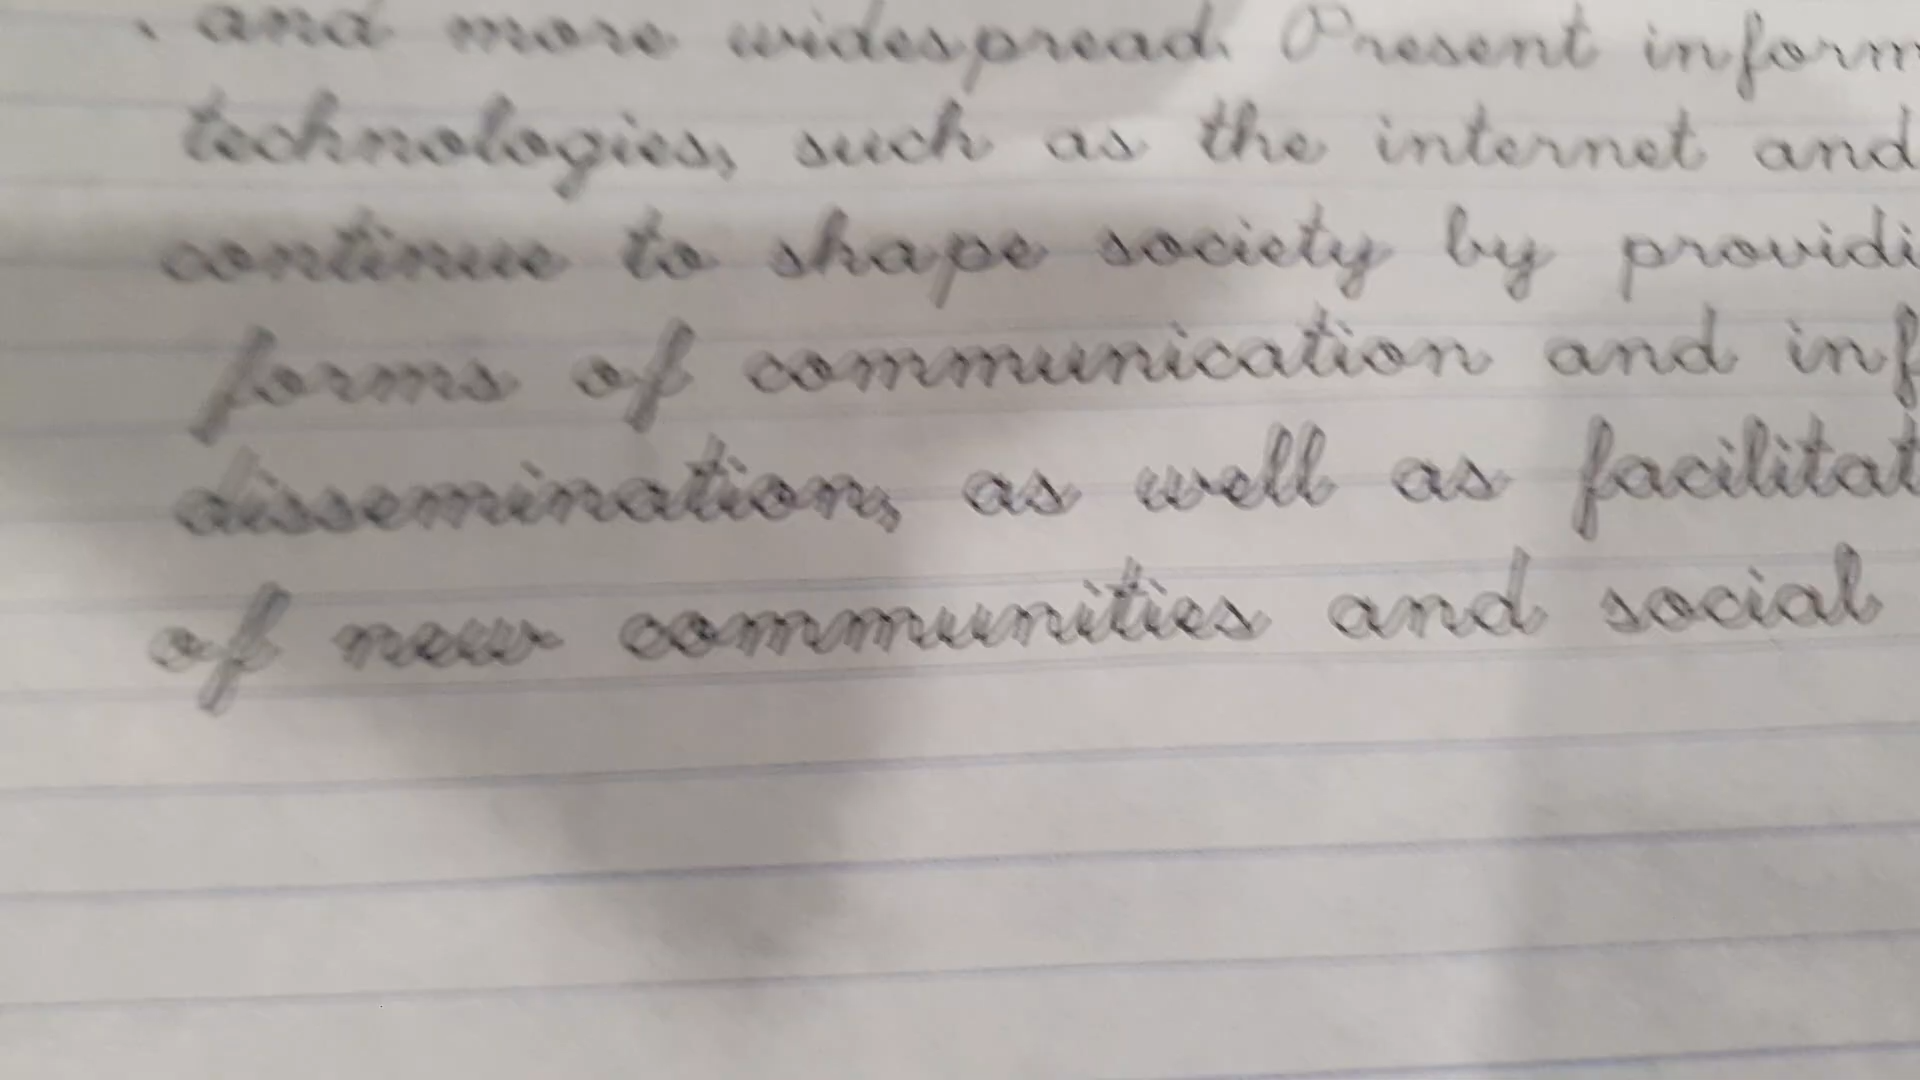 and more widespread. Present inform
technologies, such as the internet and
continue to shape society by providi
forms of communication and inf
dissemination, as well as facilitat
of new communities and social